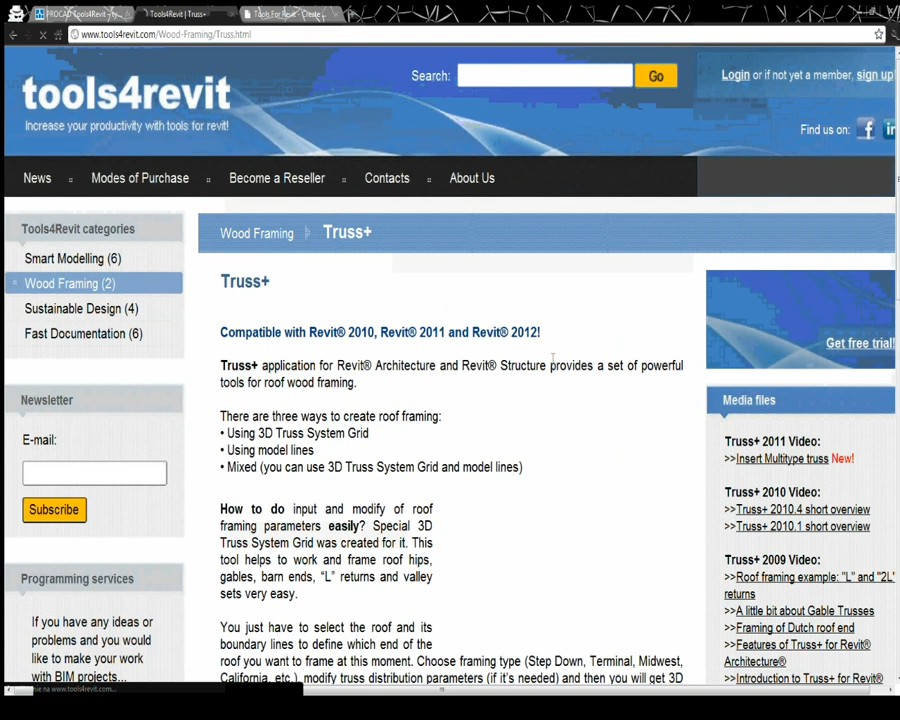 Tools4Revit | Truss+
Tools For Revit - Create
www.tools4revit.com/Wood-Framing/Truss.html
tools4revit
Increase your productivity with tools for revit!
Search:
Go
Login or if not yet a member, sign up
Find us on:
News :: Modes of Purchase :: Become a Reseller :: Contacts :: About Us
Tools4Revit categories
Smart Modelling (6)
Wood Framing (2)
Sustainable Design (4)
Fast Documentation (6)
Newsletter
E-mail:
Subscribe
Programming services
If you have any ideas or
problems and you would
like to make your work
with BIM projects...
Wood Framing
Truss+
Truss+
Compatible with Revit® 2010, Revit® 2011 and Revit® 2012!
Truss+ application for Revit® Architecture and Revit® Structure provides a set of powerful
tools for roof wood framing.
There are three ways to create roof framing:
• Using 3D Truss System Grid
• Using model lines
• Mixed (you can use 3D Truss System Grid and model lines)
How to do input and modify of roof
framing parameters easily? Special 3D
Truss System Grid was created for it. This
tool helps to work and frame roof hips,
gables, barn ends, “L” returns and valley
sets very easy.
You just have to select the roof and its
boundary lines to define which end of the
roof you want to frame at this moment. Choose framing type (Step Down, Terminal, Midwest,
California, etc.), modify truss distribution parameters (if it's needed) and then you will get 3D
Get free trial!
Media files
Truss+ 2011 Video:
>>Insert Multitype truss New!
Truss+ 2010 Video:
>>Truss+ 2010.4 short overview
>>Truss+ 2010.1 short overview
Truss+ 2009 Video:
>>Roof framing example: "L" and "2L"
returns
>>A little bit about Gable Trusses
>>Framing of Dutch roof end
>>Features of Truss+ for Revit®
Architecture®
>>Introduction to Truss+ for Revit®